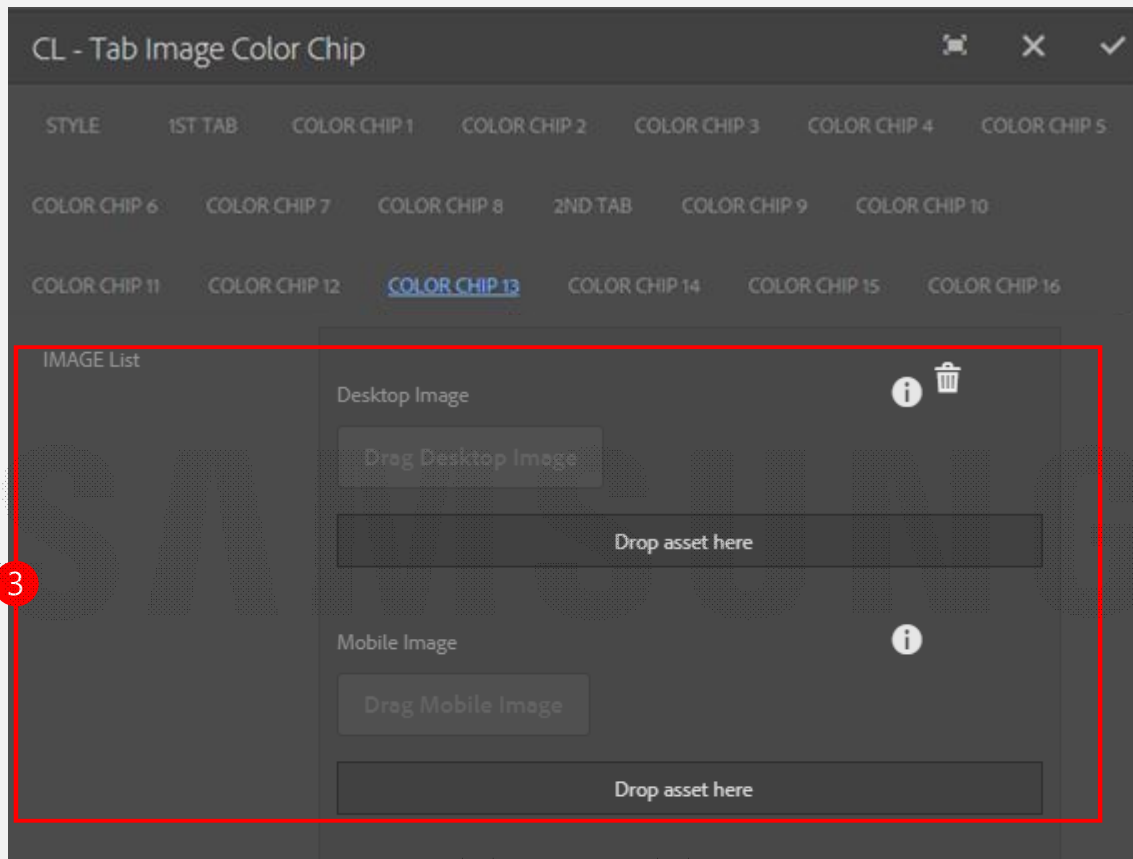 CL - Tab Image Color Chip
STYLE 1ST TAB COLOR CHIP 1 COLOR CHIP 2 COLOR CHIP 3 COLOR CHIP 4 COLOR CHIP 5
COLOR CHIP 6 COLOR CHIP 7 COLOR CHIP 8 2ND TAB COLOR CHIP 9 COLOR CHIP 10
COLOR CHIP 11 COLOR CHIP 12 COLOR CHIP 13 COLOR CHIP 14 COLOR CHIP 15 COLOR CHIP 16
IMAGE List
Desktop Image
Drag Desktop Image
SAMSUNG
Drop asset here
3
Mobile Image
Drag Mobile Image
Drop asset here